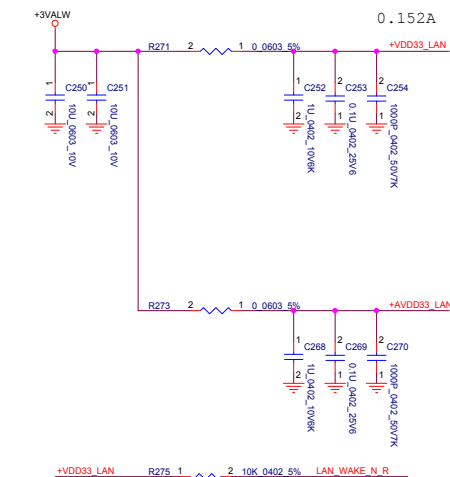 +3VALW
0.152A
R271 2 1 0_0603_5% +VDD33_LAN
1 C250 2 10U_0603_10V
1 C251 2 10U_0603_10V
1 C252 2 1U_0402_10V6K
2 C253 1 0.1U_0402_25V6
2 C254 1 1000P_0402_50V7K
R273 2 1 0_0603_5% +AVDD33_LAN
1 C268 2 1U_0402_10V6K
2 C269 1 0.1U_0402_25V6
2 C270 1 1000P_0402_50V7K
+VDD33_LAN R275 1 2 10K_0402_5% LAN_WAKE_N_R